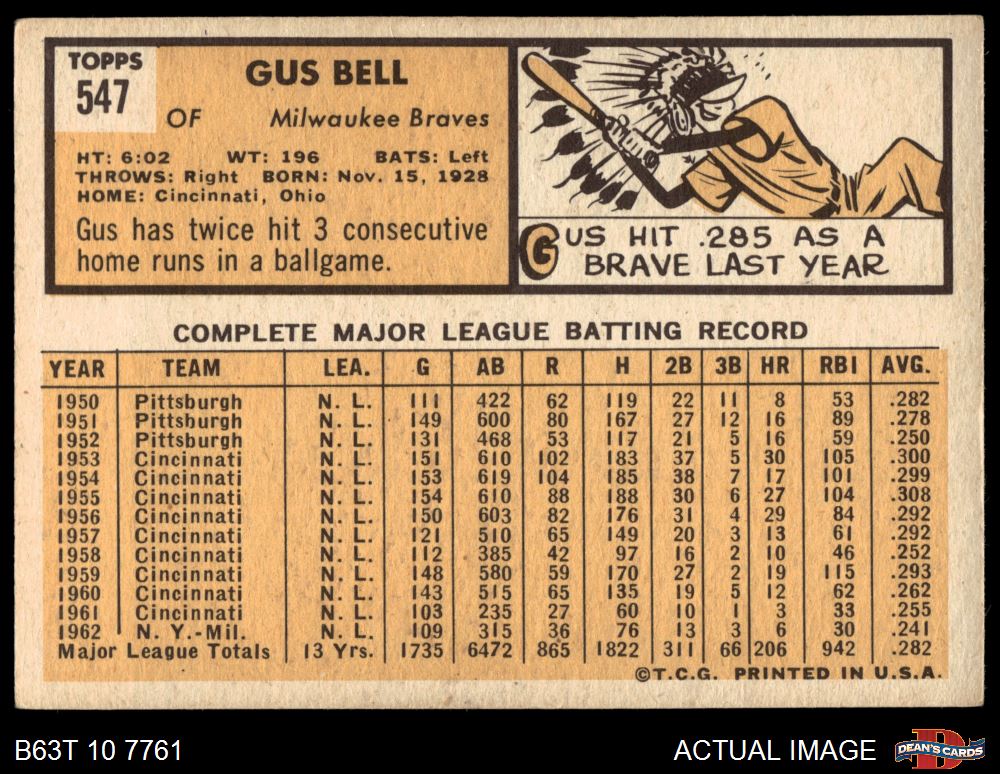 TOPPS
547
GUS BELL
OF Milwaukee Braves
HT: 6:02 WT: 196 BATS: Left
THROWS: Right BORN: Nov. 15, 1928
HOME: Cincinnati, Ohio
Gus has twice hit 3 consecutive
home runs in a ballgame.
GUS HIT .285 AS A
BRAVE LAST YEAR
COMPLETE MAJOR LEAGUE BATTING RECORD
YEAR TEAM LEA. G AB R H 2B 3B HR RBI AVG.
1950 Pittsburgh N. L. 111 422 62 119 22 11 8 53 .282
1951 Pittsburgh N. L. 149 600 80 167 27 12 16 89 .278
1952 Pittsburgh N. L. 131 468 53 117 21 5 16 59 .250
1953 Cincinnati N. L. 151 610 102 183 37 5 30 105 .300
1954 Cincinnati N. L. 153 619 104 185 38 7 17 101 .299
1955 Cincinnati N. L. 154 610 88 188 30 6 27 104 .308
1956 Cincinnati N. L. 150 603 82 176 31 4 29 84 .292
1957 Cincinnati N. L. 121 510 65 149 20 3 13 61 .292
1958 Cincinnati N. L. 112 385 42 97 16 2 10 46 .252
1959 Cincinnati N. L. 148 580 59 170 27 2 19 115 .293
1960 Cincinnati N. L. 143 515 65 135 19 5 12 62 .262
1961 Cincinnati N. L. 103 235 27 60 10 1 3 33 .255
1962 N. Y.-Mil. N. L. 109 315 36 76 13 3 6 30 .241
Major League Totals 13 Yrs. 1735 6472 865 1822 311 66 206 942 .282
©T.C.G. PRINTED IN U.S.A.
B63T 10 7761 ACTUAL IMAGE
D
DEAN'S CARDS